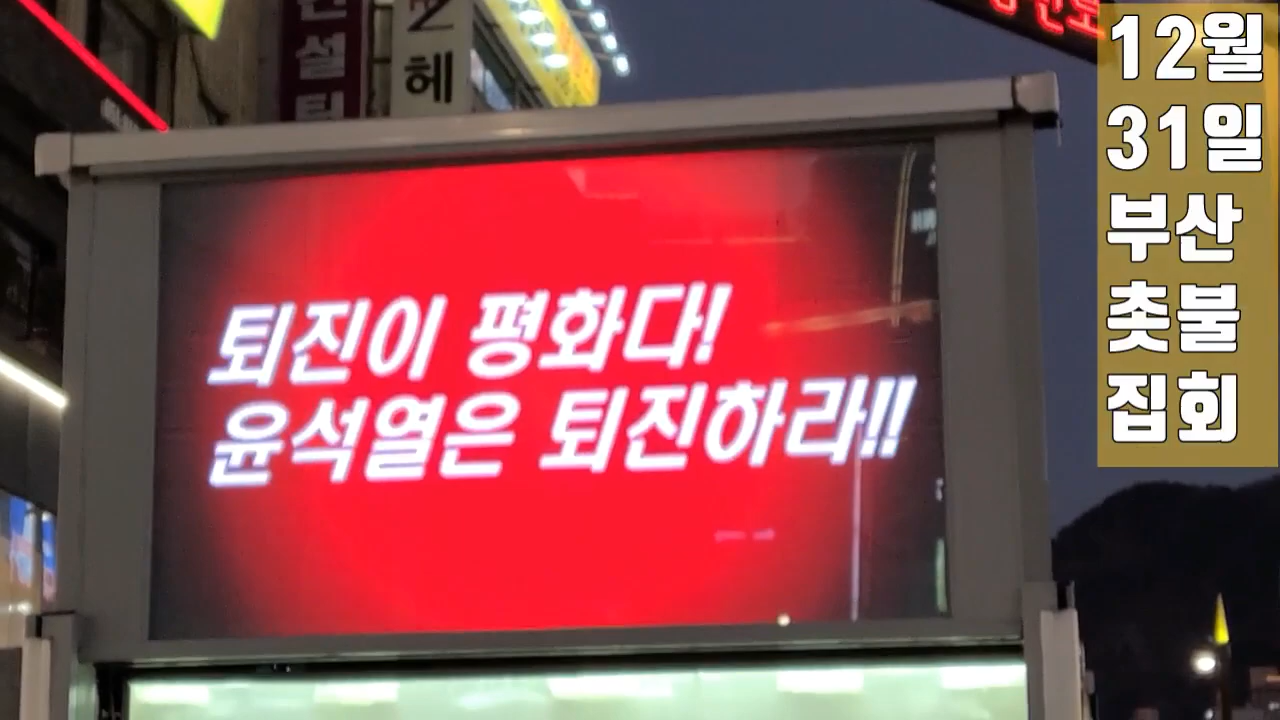 헤
퇴진이 평화다!
윤석열은 퇴진하라!!
12월
31일
부산
촛불
집회